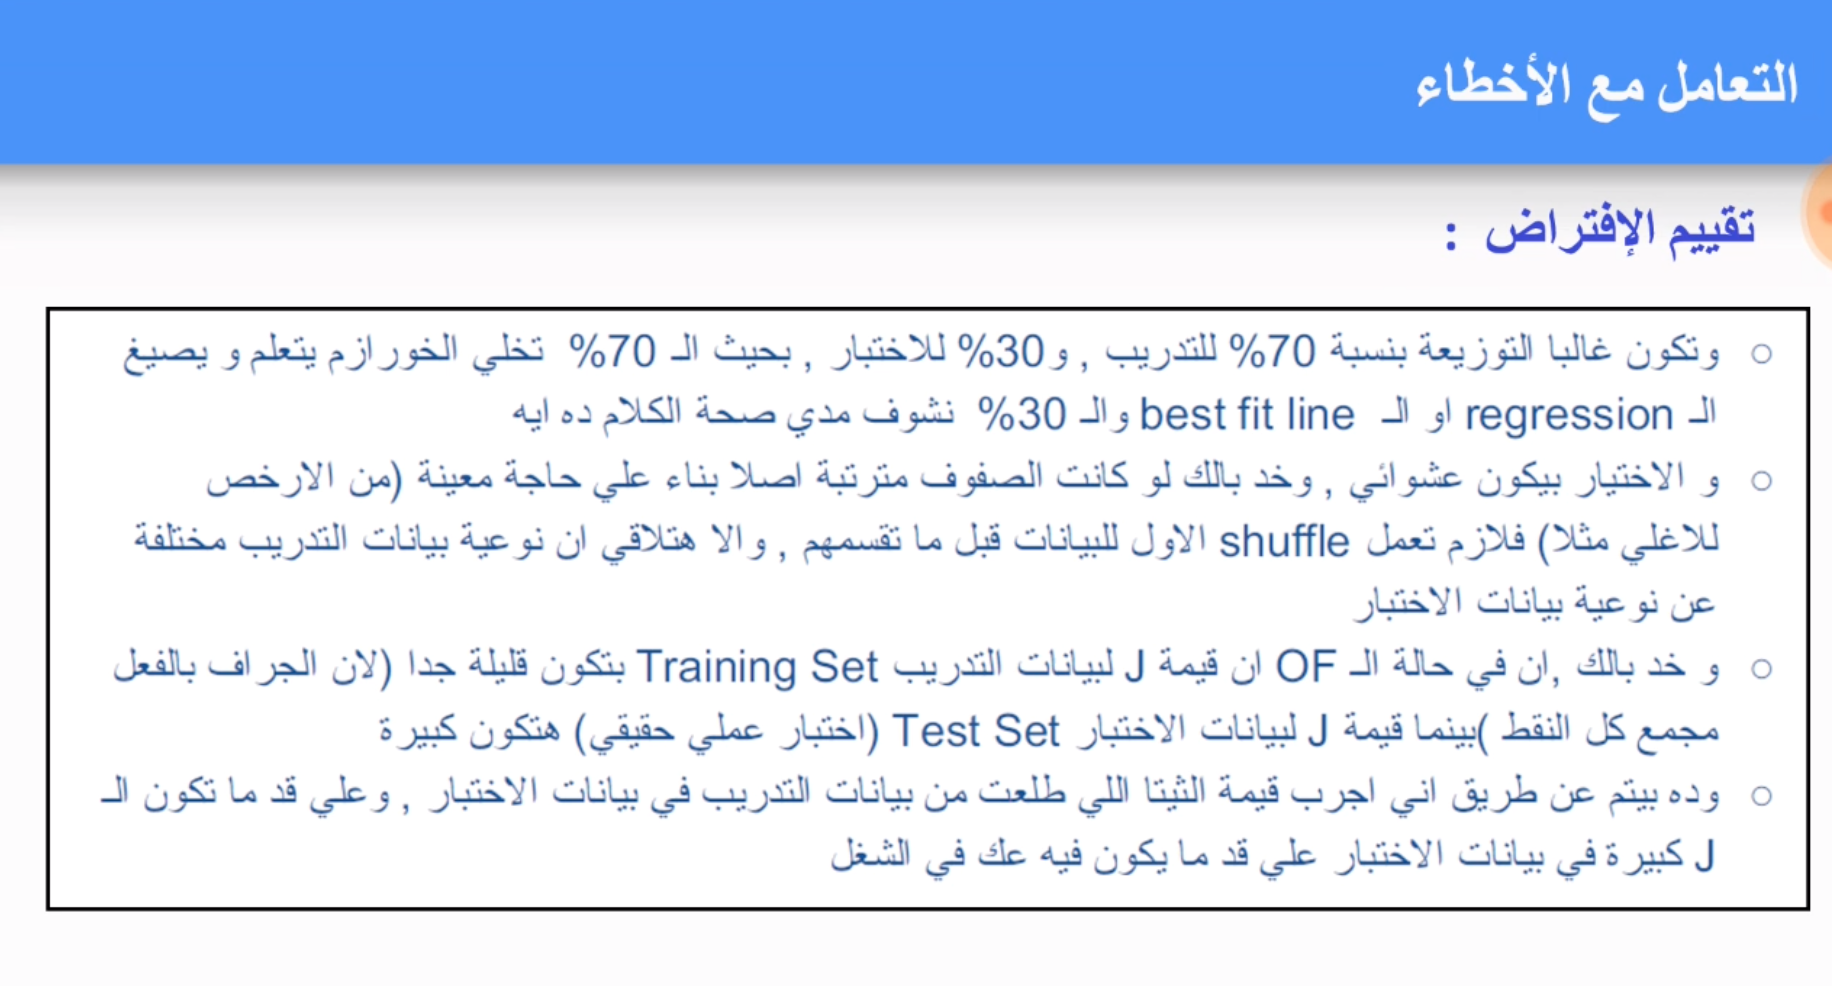 التعامل مع الأخطاء
تقييم الإفتراض :
○ وتكون غالبا التوزيعة بنسبة 70% للتدريب , و30% للاختبار , بحيث الـ 70% تخلي الخورازم يتعلم و يصيغ
الـ regression او الـ best fit line والـ 30% نشوف مدي صحة الكلام ده ايه
○ و الاختيار بيكون عشوائي , وخد بالك لو كانت الصفوف مترتبة اصلا بناء علي حاجة معينة (من الارخص
للاغلي مثلا) فلازم تعمل shuffle الاول للبيانات قبل ما تقسمهم , والا هتلاقي ان نوعية بيانات التدريب مختلفة
عن نوعية بيانات الاختبار
○ و خد بالك ,ان في حالة الـ OF ان قيمة J لبيانات التدريب Training Set بتكون قليلة جدا (لان الجراف بالفعل
مجمع كل النقط )بينما قيمة J لبيانات الاختبار Test Set (اختبار عملي حقيقي) هتكون كبيرة
○ وده بيتم عن طريق اني اجرب قيمة الثيتا اللي طلعت من بيانات التدريب في بيانات الاختبار , وعلي قد ما تكون الـ
J كبيرة في بيانات الاختبار علي قد ما يكون فيه عك في الشغل